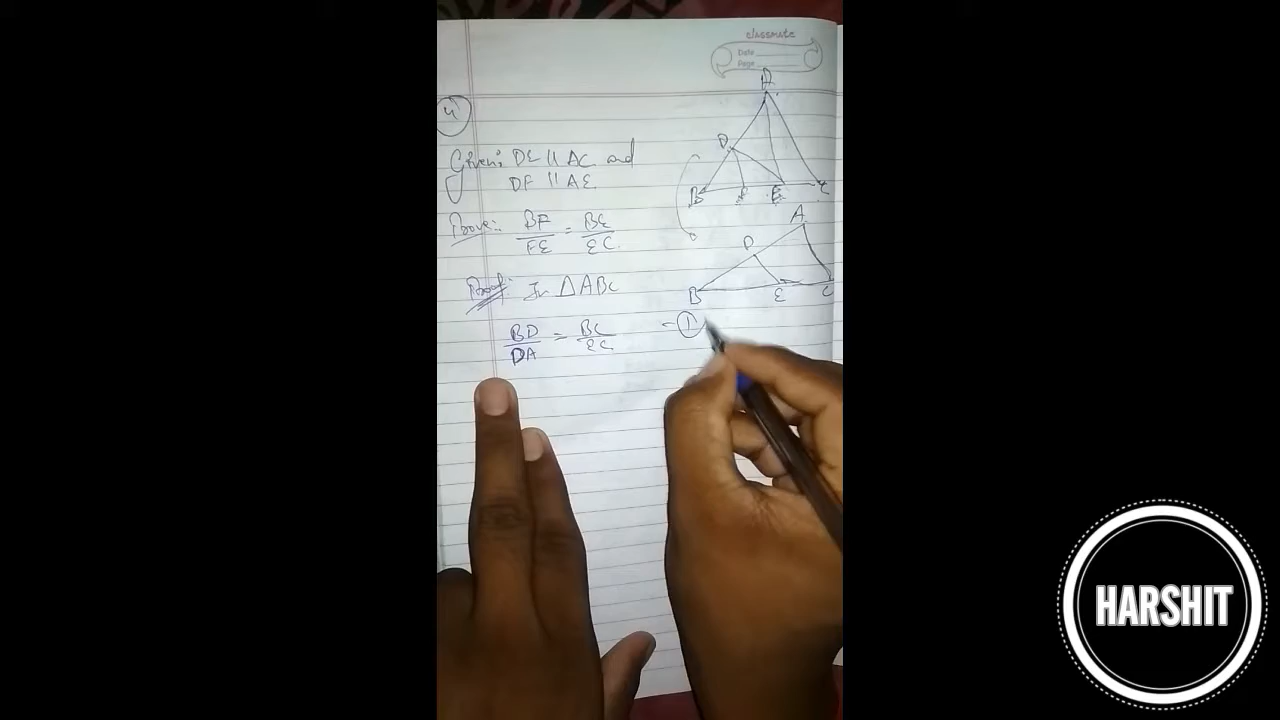 classmate
Date
Page
4
Given: DE || AC and
DF || AE
Prove:
BF/FE = BE/EC.
Proof: In △ABC
BD/DA = BC/EC - 1
A
D
B F E C
A
D
B E C
HARSHIT